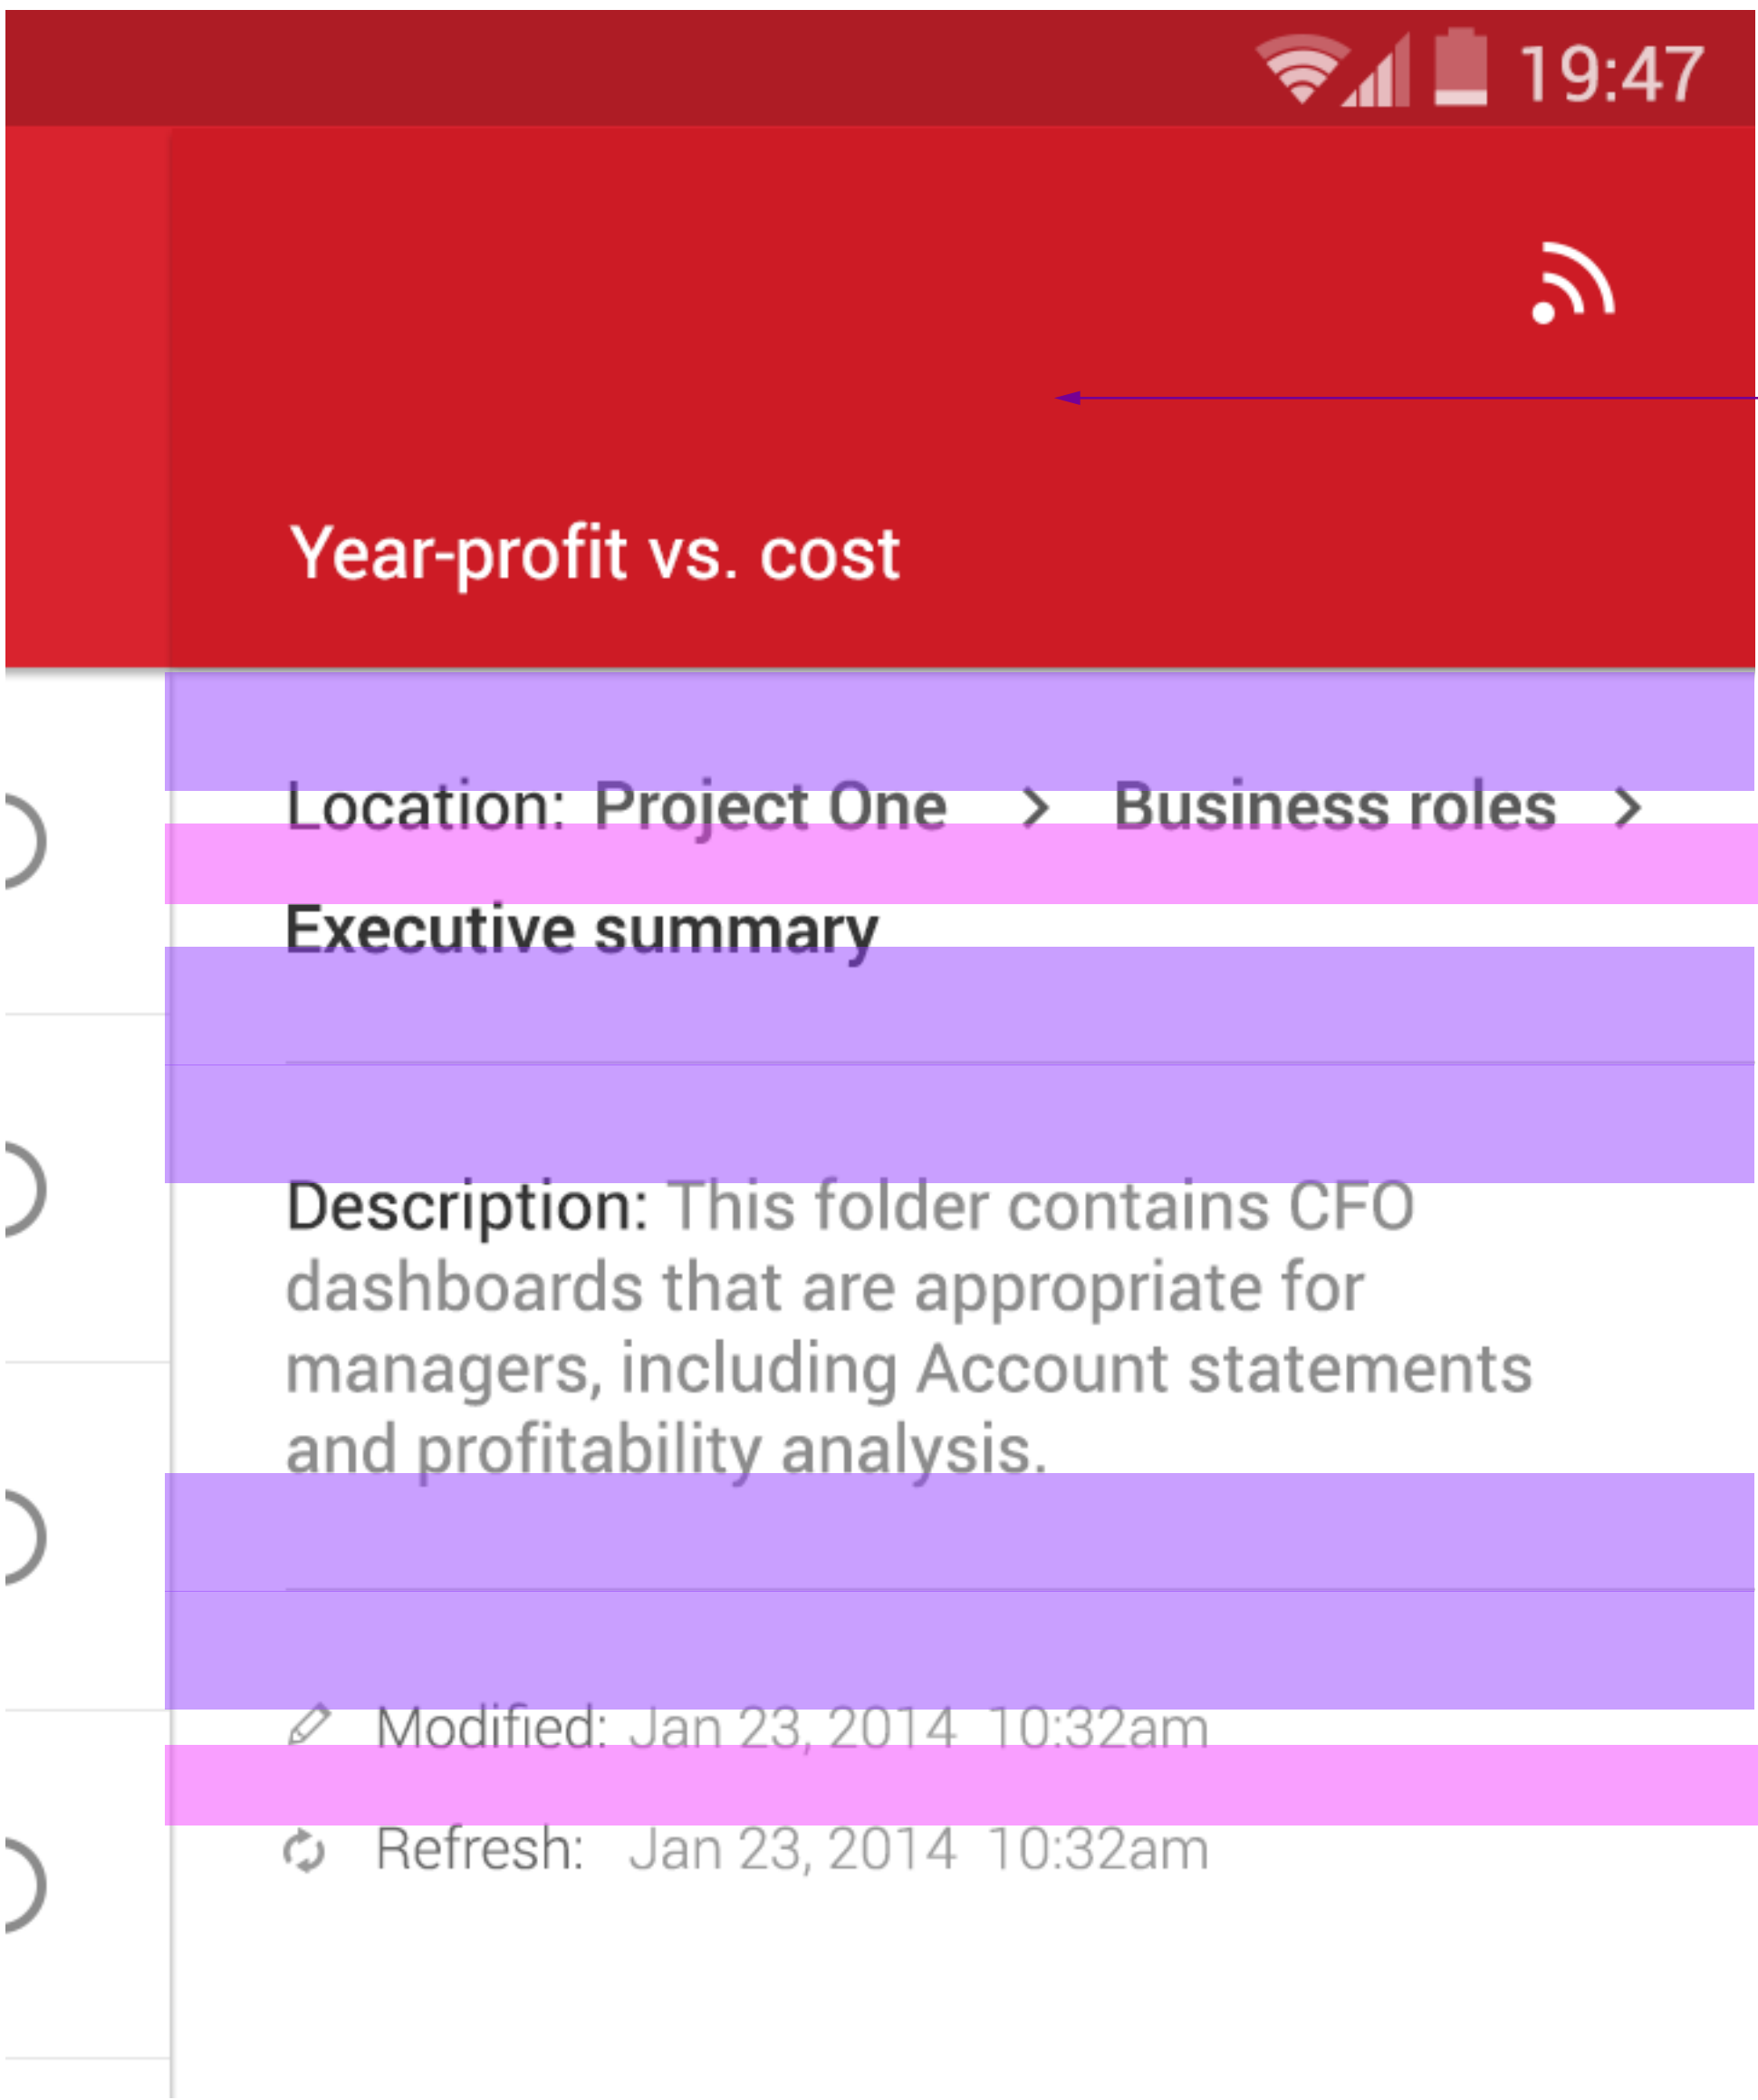 19:47
Year-profit vs. cost
Location: Project One > Business roles >
Executive summary
Description: This folder contains CFO
dashboards that are appropriate for
managers, including Account statements
and profitability analysis.
Modified: Jan 23, 2014 10:32am
Refresh: Jan 23, 2014 10:32am